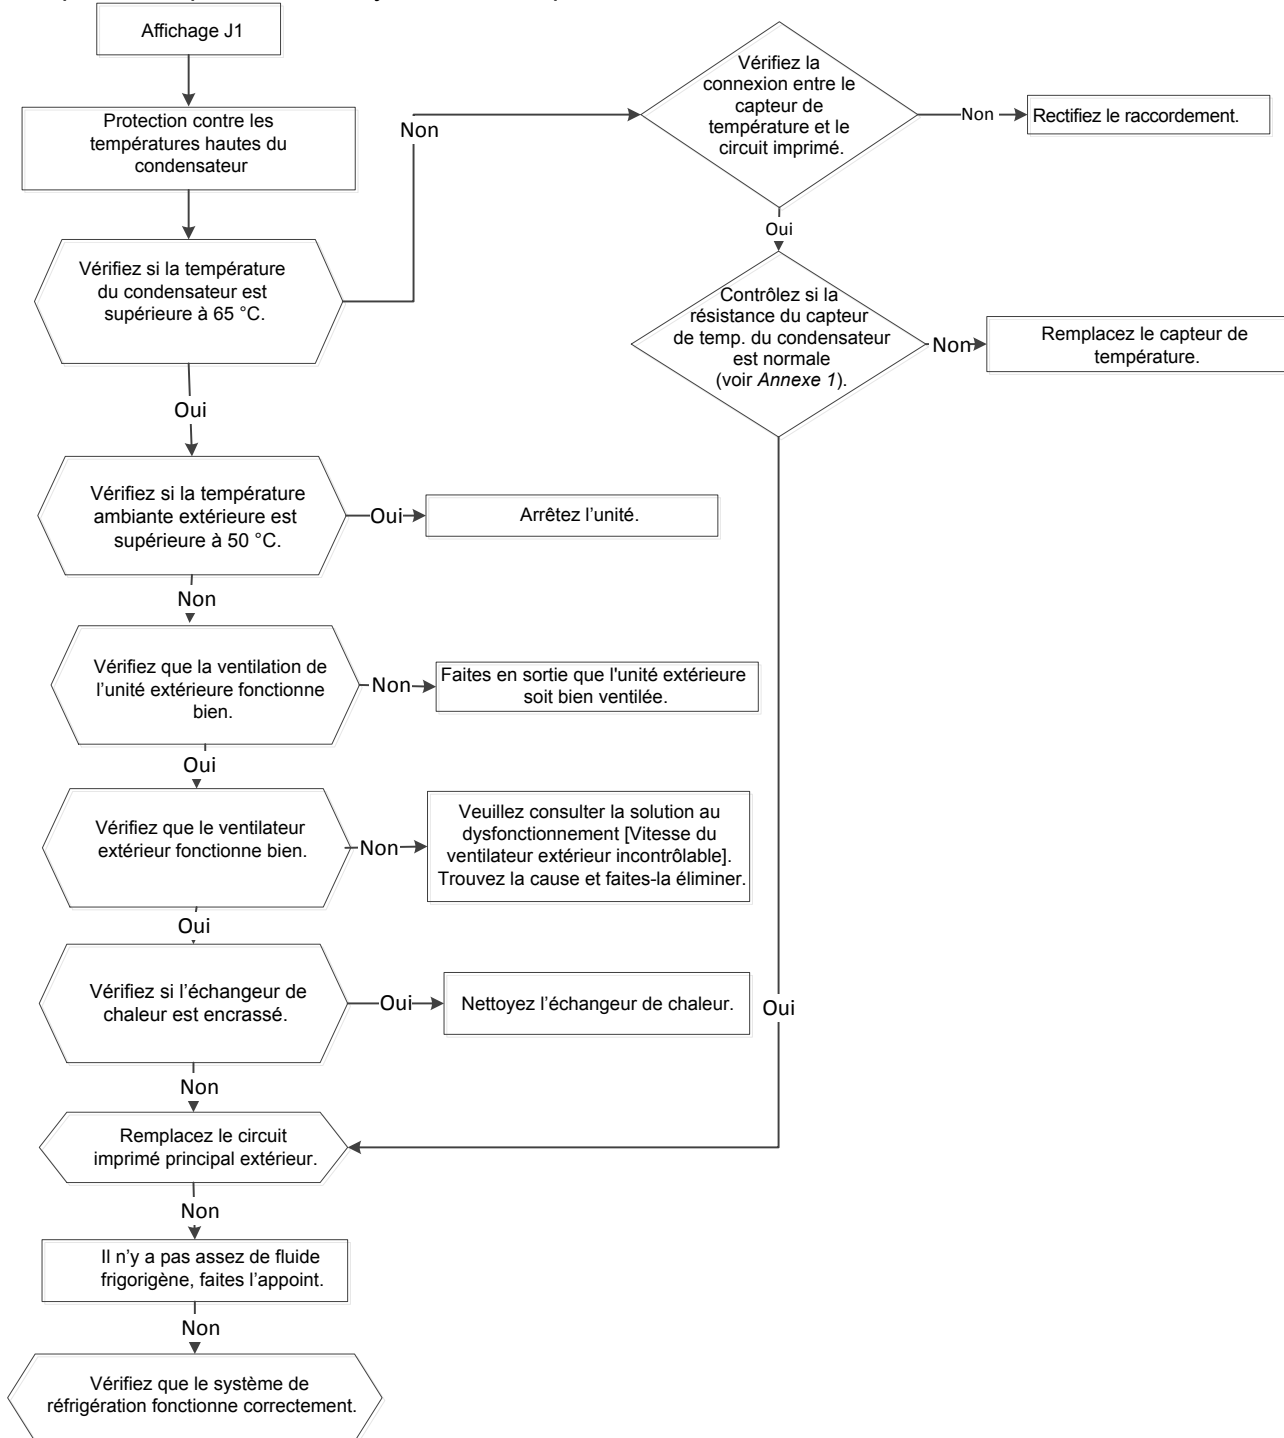 Affichage J1
Protection contre les
températures hautes du
condensateur
Vérifiez si la température
du condensateur est
supérieure à 65 °C.
Non
Vérifiez la
connexion entre le
capteur de
température et le
circuit imprimé.
Non
Rectifiez le raccordement.
Oui
Contrôlez si la
résistance du capteur
de temp. du condensateur
est normale
(voir Annexe 1).
Non
Remplacez le capteur de
température.
Oui
Oui
Vérifiez si la température
ambiante extérieure est
supérieure à 50 °C.
Oui
Arrêtez l’unité.
Non
Vérifiez que la ventilation de
l’unité extérieure fonctionne
bien.
Non
Faites en sortie que l'unité extérieure
soit bien ventilée.
Oui
Vérifiez que le ventilateur
extérieur fonctionne bien.
Non
Veuillez consulter la solution au
dysfonctionnement [Vitesse du
ventilateur extérieur incontrôlable].
Trouvez la cause et faites-la éliminer.
Oui
Vérifiez si l’échangeur de
chaleur est encrassé.
Oui
Nettoyez l’échangeur de chaleur.
Non
Remplacez le circuit
imprimé principal extérieur.
Non
Il n’y a pas assez de fluide
frigorigène, faites l’appoint.
Non
Vérifiez que le système de
réfrigération fonctionne correctement.